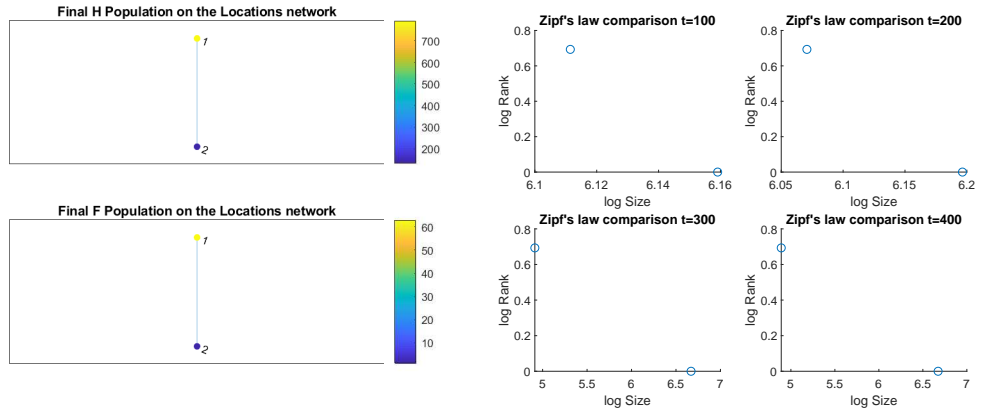 Final H Population on the Locations network
1
2
700
600
500
400
300
200
Final F Population on the Locations network
1
2
60
50
40
30
20
10
Zipf's law comparison t=100
log Rank
0.8
0.6
0.4
0.2
0
6.1 6.12 6.14 6.16
log Size
Zipf's law comparison t=200
log Rank
0.8
0.6
0.4
0.2
0
6.05 6.1 6.15 6.2
log Size
Zipf's law comparison t=300
log Rank
0.8
0.6
0.4
0.2
0
5 5.5 6 6.5 7
log Size
Zipf's law comparison t=400
log Rank
0.8
0.6
0.4
0.2
0
5 5.5 6 6.5 7
log Size